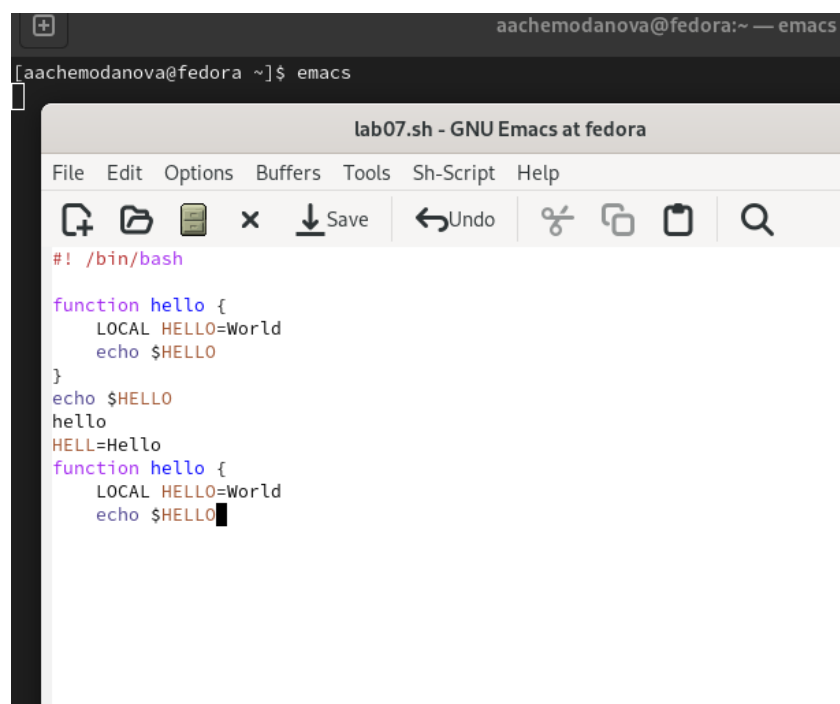 aachemodanova@fedora:~ — emacs
[aachemodanova@fedora ~]$ emacs
lab07.sh - GNU Emacs at fedora
File Edit Options Buffers Tools Sh-Script Help
Save Undo
#! /bin/bash
function hello {
    LOCAL HELLO=World
    echo $HELLO
}
echo $HELLO
hello
HELL=Hello
function hello {
    LOCAL HELLO=World
    echo $HELLO